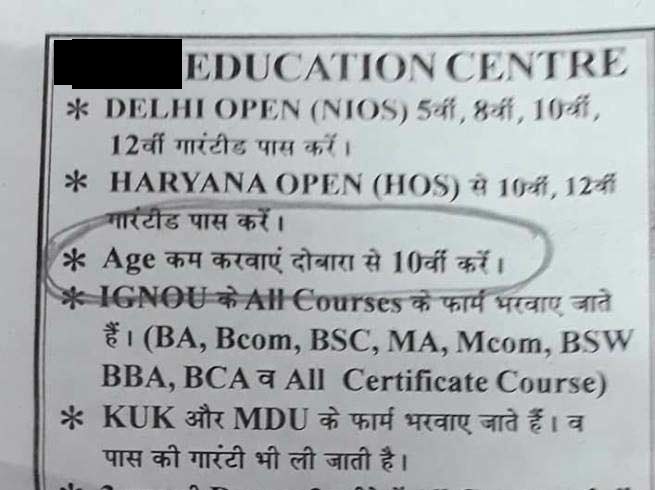 EDUCATION CENTRE
* DELHI OPEN (NIOS) 5वीं, 8वीं, 10वीं,
12वीं गारंटीड पास करें।
* HARYANA OPEN (HOS) से 10वीं, 12वीं
गारंटीड पास करें।
* Age कम करवाएं दोबारा से 10वीं करें।
* IGNOU के All Courses के फार्म भरवाए जाते
हैं। (BA, Bcom, BSC, MA, Mcom, BSW
BBA, BCA व All Certificate Course)
* KUK और MDU के फार्म भरवाए जाते हैं। व
पास की गारंटी भी ली जाती है।